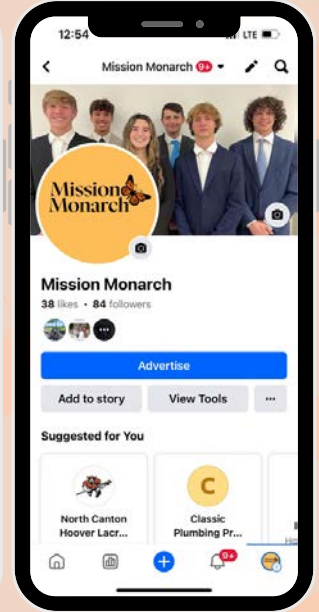 12:54
LTE
Mission Monarch 9+
Mission
Monarch
Mission Monarch
38 likes • 84 followers
Advertise
Add to story
View Tools
Suggested for You
C
North Canton
Hoover Lacr...
Classic
Plumbing Pr...
9+